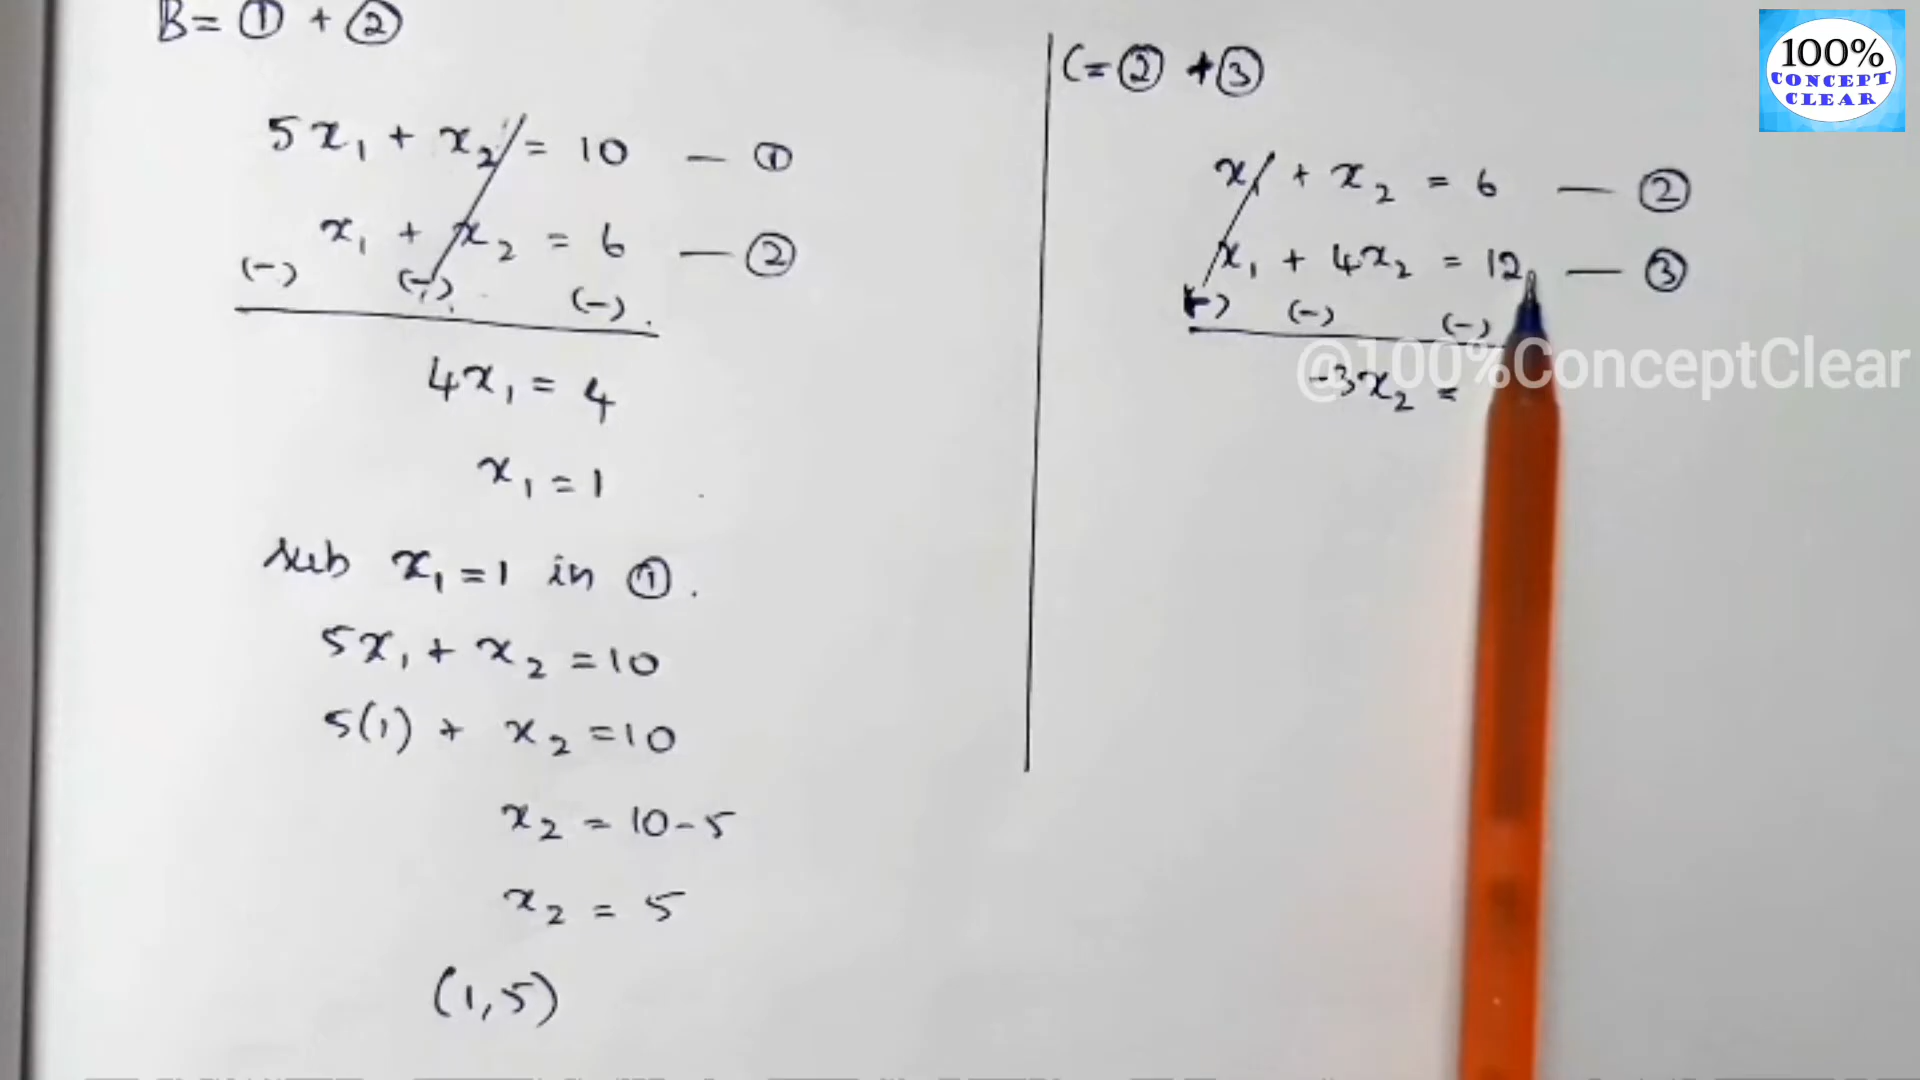 B = ① + ②
5x₁ + x₂ = 10 — ①
x₁ + x₂ = 6 — ②
(-) (-) (-)
4x₁ = 4
x₁ = 1
sub x₁ = 1 in ①.
5x₁ + x₂ = 10
5(1) + x₂ = 10
x₂ = 10 - 5
x₂ = 5
(1,5)
C = ② + ③
x₁ + x₂ = 6 — ②
x₁ + 4x₂ = 12 — ③
(-) (-) (-)
-3x₂ =
100%
CONCEPT
CLEAR
@100%ConceptClear